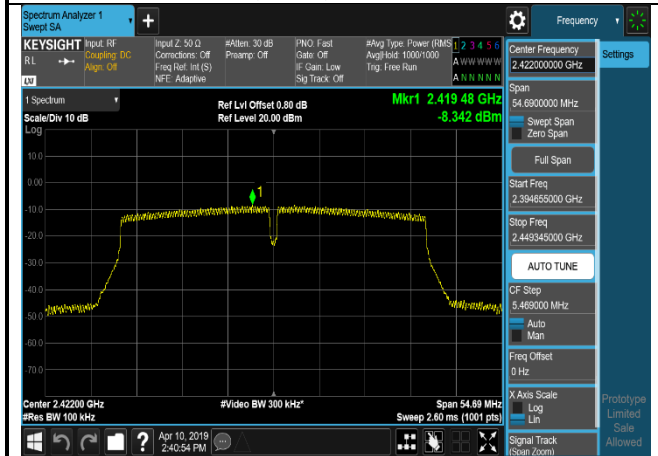 Spectrum Analyzer 1
Swept SA
+
Frequency
KEYSIGHT
RL
LXI
Input: RF
Coupling: DC
Align: Off
Input Z: 50 Ω
Corrections: Off
Freq Ref: Int (S)
NFE: Adaptive
#Atten: 30 dB
Preamp: Off
PNO: Fast
Gate: Off
IF Gain: Low
Sig Track: Off
#Avg Type: Power (RMS
Avg|Hold: 1000/1000
Trig: Free Run
1 2 3 4 5 6
A W W W W W
A N N N N N
1 Spectrum
Scale/Div 10 dB
Log
Ref Lvl Offset 0.80 dB
Ref Level 20.00 dBm
Mkr1 2.419 48 GHz
-8.342 dBm
10.0
0.00
-10.0
-20.0
-30.0
-40.0
-50.0
-60.0
-70.0
1
Center 2.42200 GHz
#Res BW 100 kHz
#Video BW 300 kHz*
Span 54.69 MHz
Sweep 2.60 ms (1001 pts)
Center Frequency
2.422000000 GHz
Settings
Span
54.6900000 MHz
Swept Span
Zero Span
Full Span
Start Freq
2.394655000 GHz
Stop Freq
2.449345000 GHz
AUTO TUNE
CF Step
5.469000 MHz
Auto
Man
Freq Offset
0 Hz
X Axis Scale
Log
Lin
Signal Track
(Span Zoom)
Prototype
Limited
Sale
Allowed
?
Apr 10, 2019
2:40:54 PM